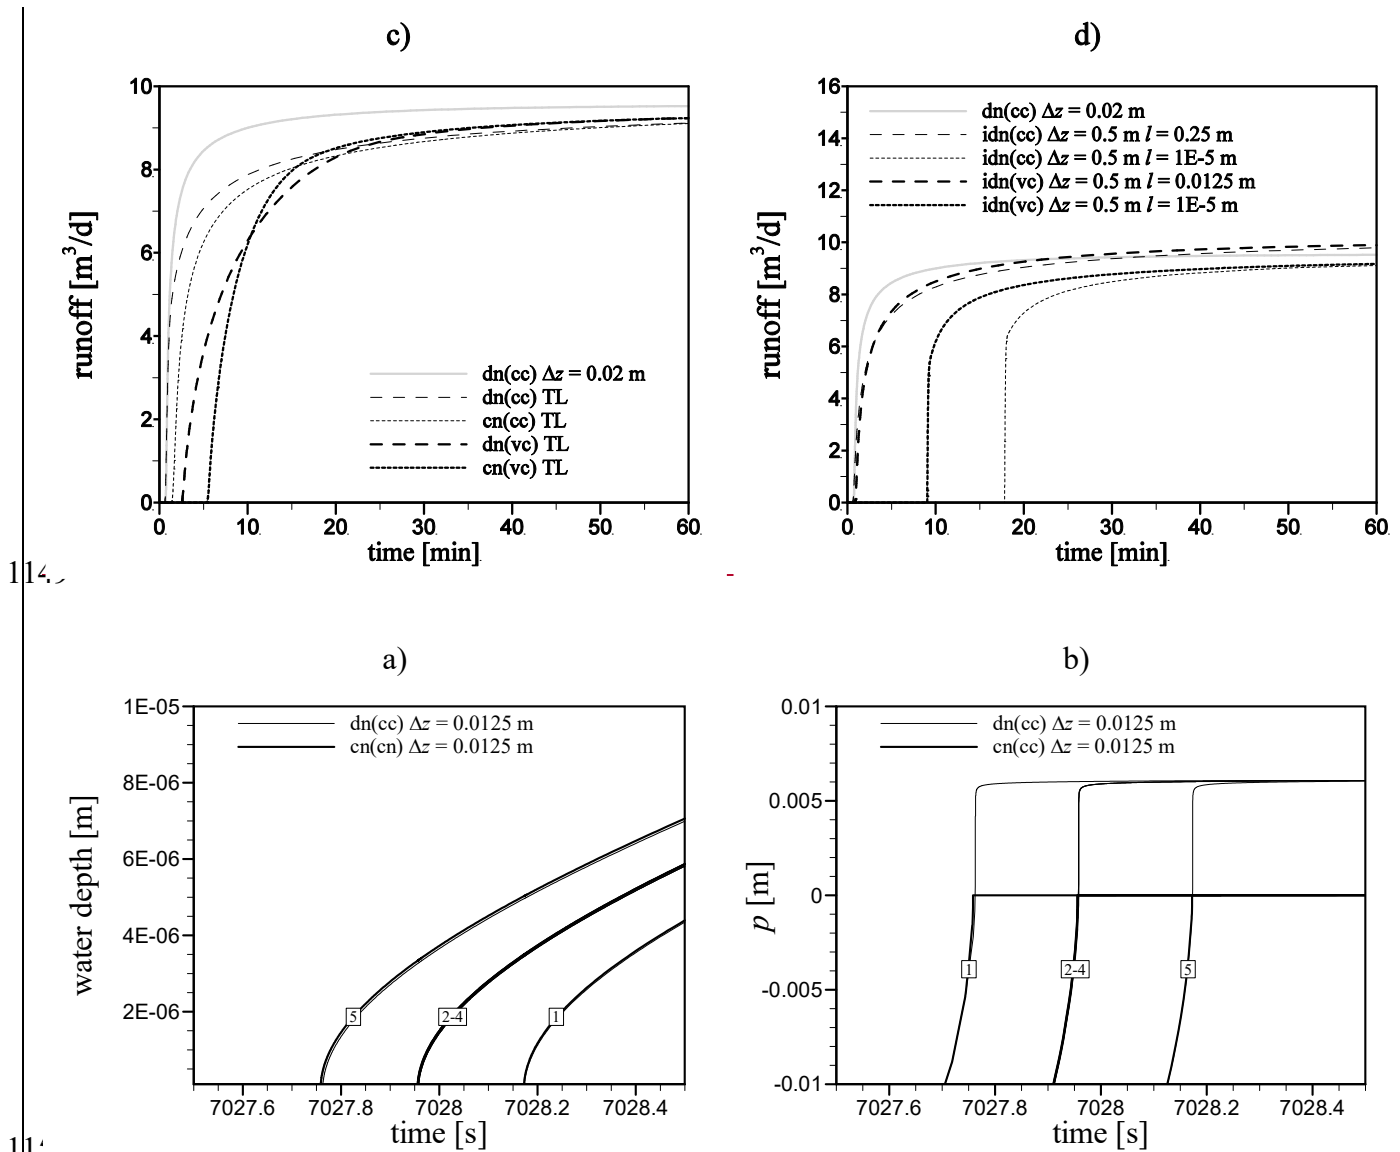 c)
10
8
6
4
2
0
runoff [m³/d]
dn(cc) Δz = 0.02 m
dn(cc) TL
cn(cc) TL
dn(vc) TL
cn(vc) TL
0 10 20 30 40 50 60
time [min]
d)
16
14
12
10
8
6
4
2
0
runoff [m³/d]
dn(cc) Δz = 0.02 m
idn(cc) Δz = 0.5 m l = 0.25 m
idn(cc) Δz = 0.5 m l = 1E-5 m
idn(vc) Δz = 0.5 m l = 0.0125 m
idn(vc) Δz = 0.5 m l = 1E-5 m
0 10 20 30 40 50 60
time [min]
a)
1E-05
8E-06
6E-06
4E-06
2E-06
water depth [m]
dn(cc) Δz = 0.0125 m
cn(cn) Δz = 0.0125 m
5 2-4 1
7027.6 7027.8 7028 7028.2 7028.4
time [s]
b)
0.01
0.005
0
-0.005
-0.01
p [m]
dn(cc) Δz = 0.0125 m
cn(cc) Δz = 0.0125 m
1 2-4 5
7027.6 7027.8 7028 7028.2 7028.4
time [s]